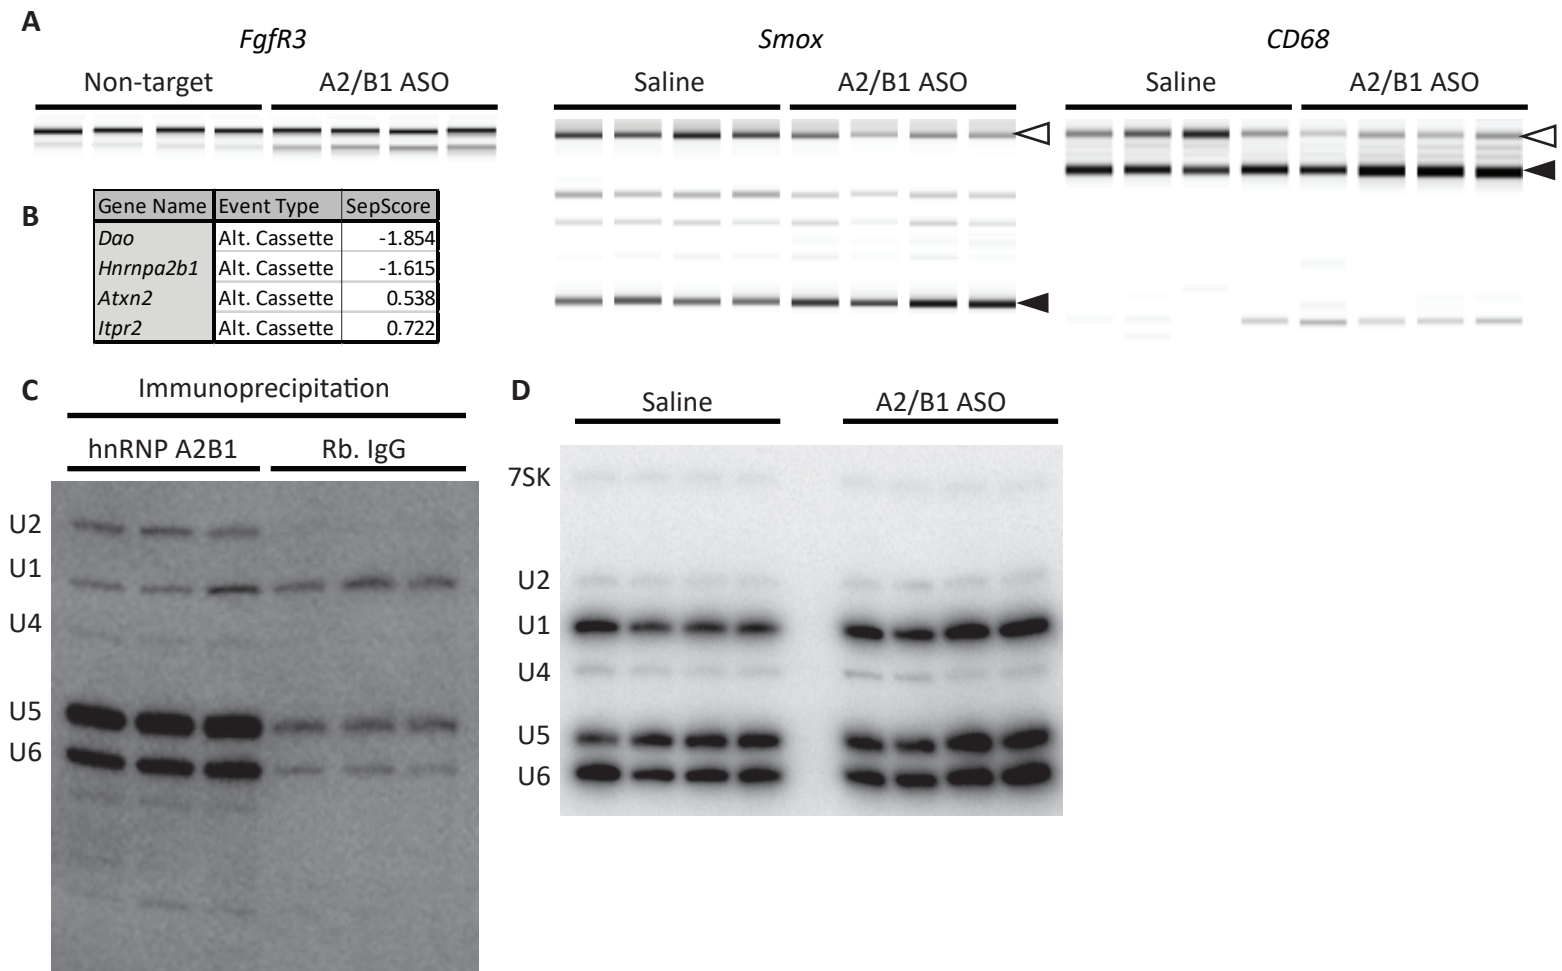 A
FgfR3
Smox
CD68
Non-target A2/B1 ASO
Saline A2/B1 ASO
Saline A2/B1 ASO
B
Gene Name Event Type SepScore
Dao Alt. Cassette -1.854
Hnrnpa2b1 Alt. Cassette -1.615
Atxn2 Alt. Cassette 0.538
Itpr2 Alt. Cassette 0.722
C
Immunoprecipitation
hnRNP A2B1 Rb. IgG
U2
U1
U4
U5
U6
D
Saline A2/B1 ASO
7SK
U2
U1
U4
U5
U6